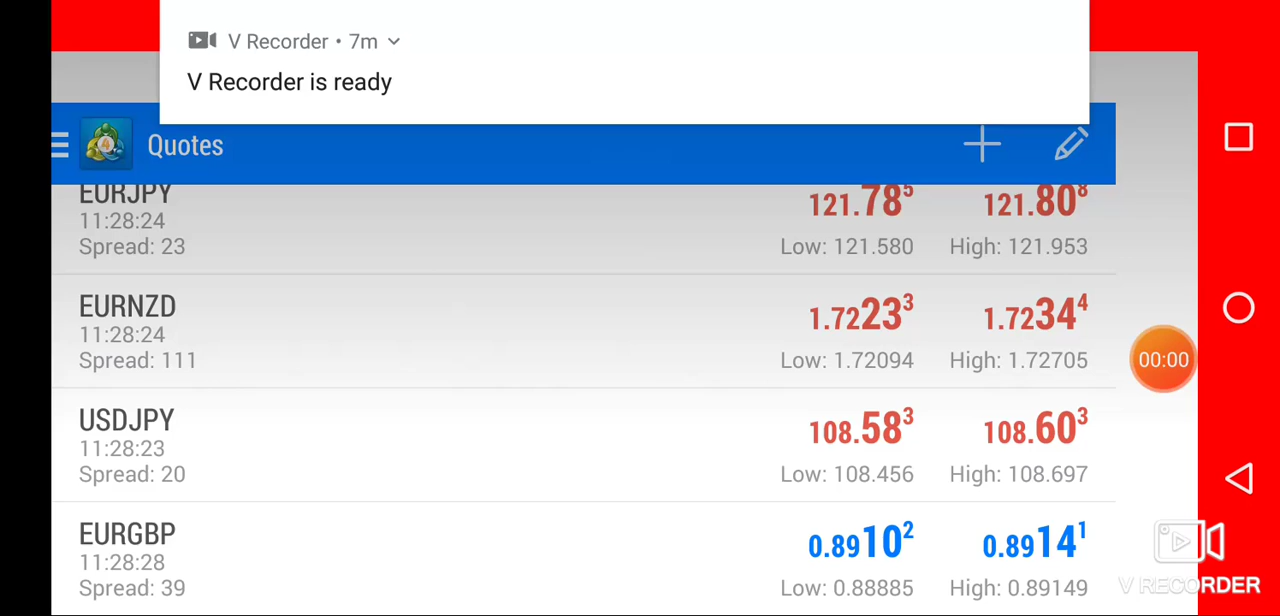 V Recorder • 7m
V Recorder is ready
4
Quotes
EURJPY 121.785 121.808
11:28:24
Spread: 23 Low: 121.580 High: 121.953
EURNZD 1.72233 1.72344
11:28:24
Spread: 111 Low: 1.72094 High: 1.72705
00:00
USDJPY 108.583 108.603
11:28:23
Spread: 20 Low: 108.456 High: 108.697
EURGBP 0.89102 0.89141
11:28:28
Spread: 39 Low: 0.88885 High: 0.89149
V RECORDER